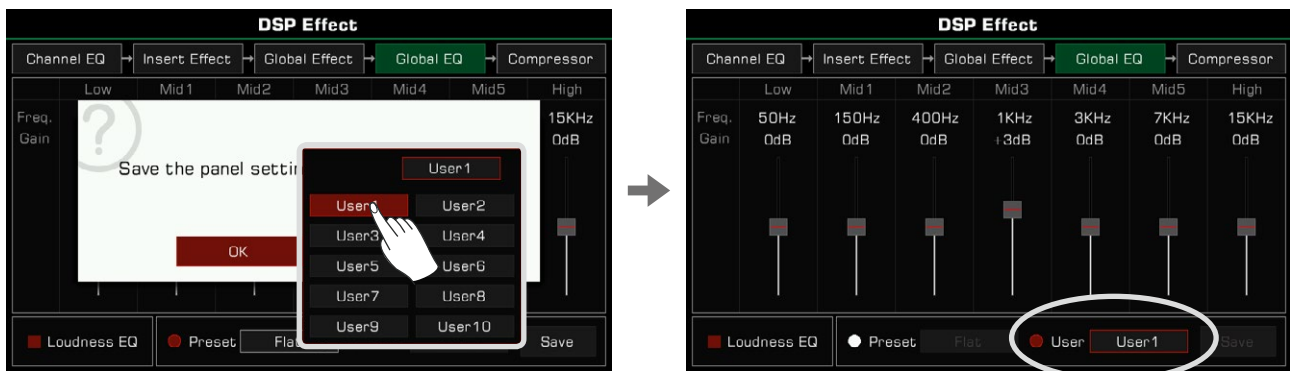 DSP Effect
Channel EQ Insert Effect Global Effect Global EQ Compressor
Low Mid1 Mid2 Mid3 Mid4 Mid5 High
Freq. 15KHz
Gain 0dB
Save the panel setti
User1
User1 User2
User3 User4
User5 User6
User7 User8
User9 User10
OK
Loudness EQ Preset Fla Save
DSP Effect
Channel EQ Insert Effect Global Effect Global EQ Compressor
Low Mid1 Mid2 Mid3 Mid4 Mid5 High
Freq. 50Hz 150Hz 400Hz 1KHz 3KHz 7KHz 15KHz
Gain 0dB 0dB 0dB +3dB 0dB 0dB 0dB
Loudness EQ Preset Flat User User1 Save